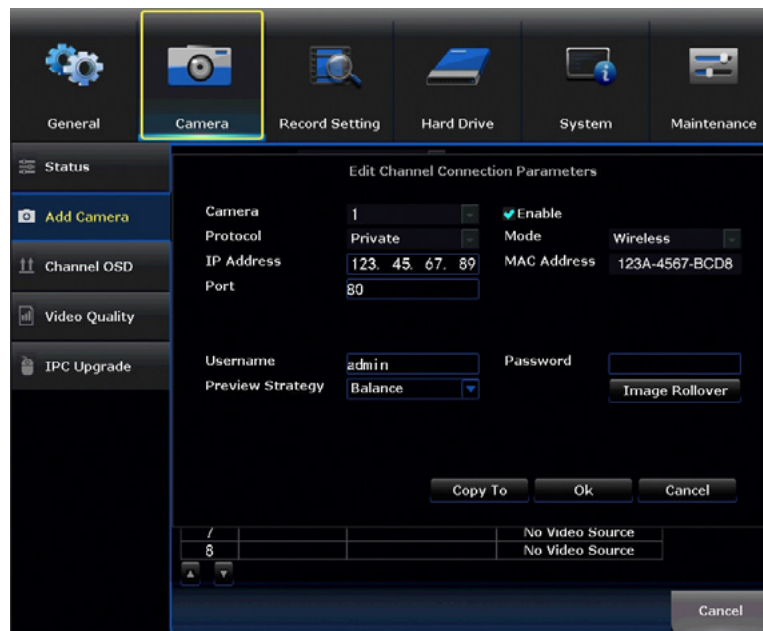 General Camera Record Setting Hard Drive System Maintenance
Status
Add Camera
Channel OSD
Video Quality
IPC Upgrade
Edit Channel Connection Parameters
Camera 1 Enable
Protocol Private Mode Wireless
IP Address 123. 45. 67. 89 MAC Address 123A-4567-BCD8
Port 80
Username admin Password
Preview Strategy Balance Image Rollover
Copy To Ok Cancel
7 No Video Source
8 No Video Source
Cancel